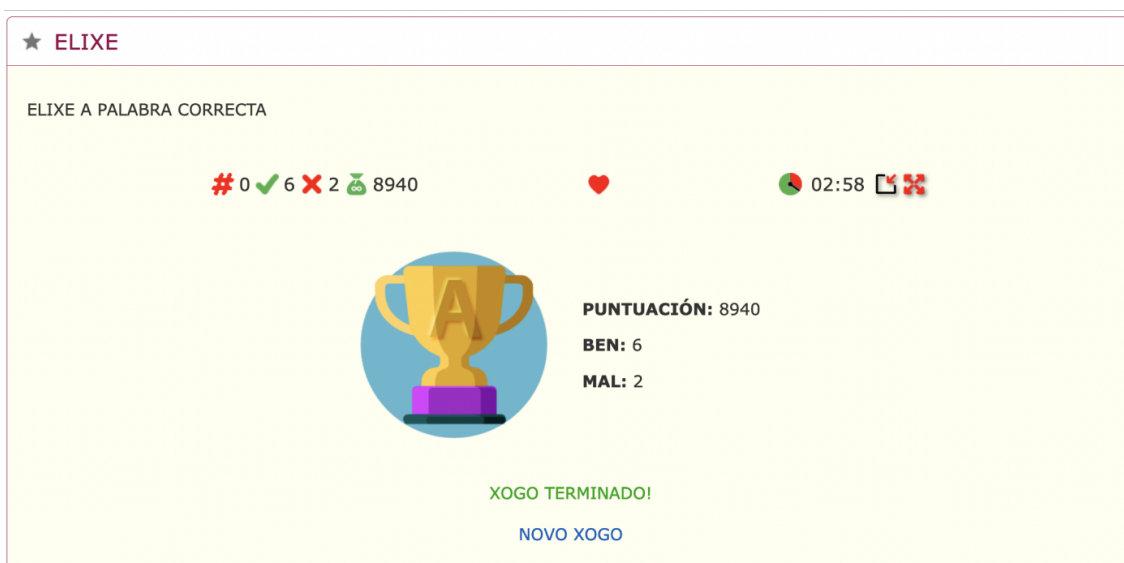 ELIXE
ELIXE A PALABRA CORRECTA
# 0 6 2 8940 02:58
A
PUNTUACIÓN: 8940
BEN: 6
MAL: 2
XOGO TERMINADO!
NOVO XOGO